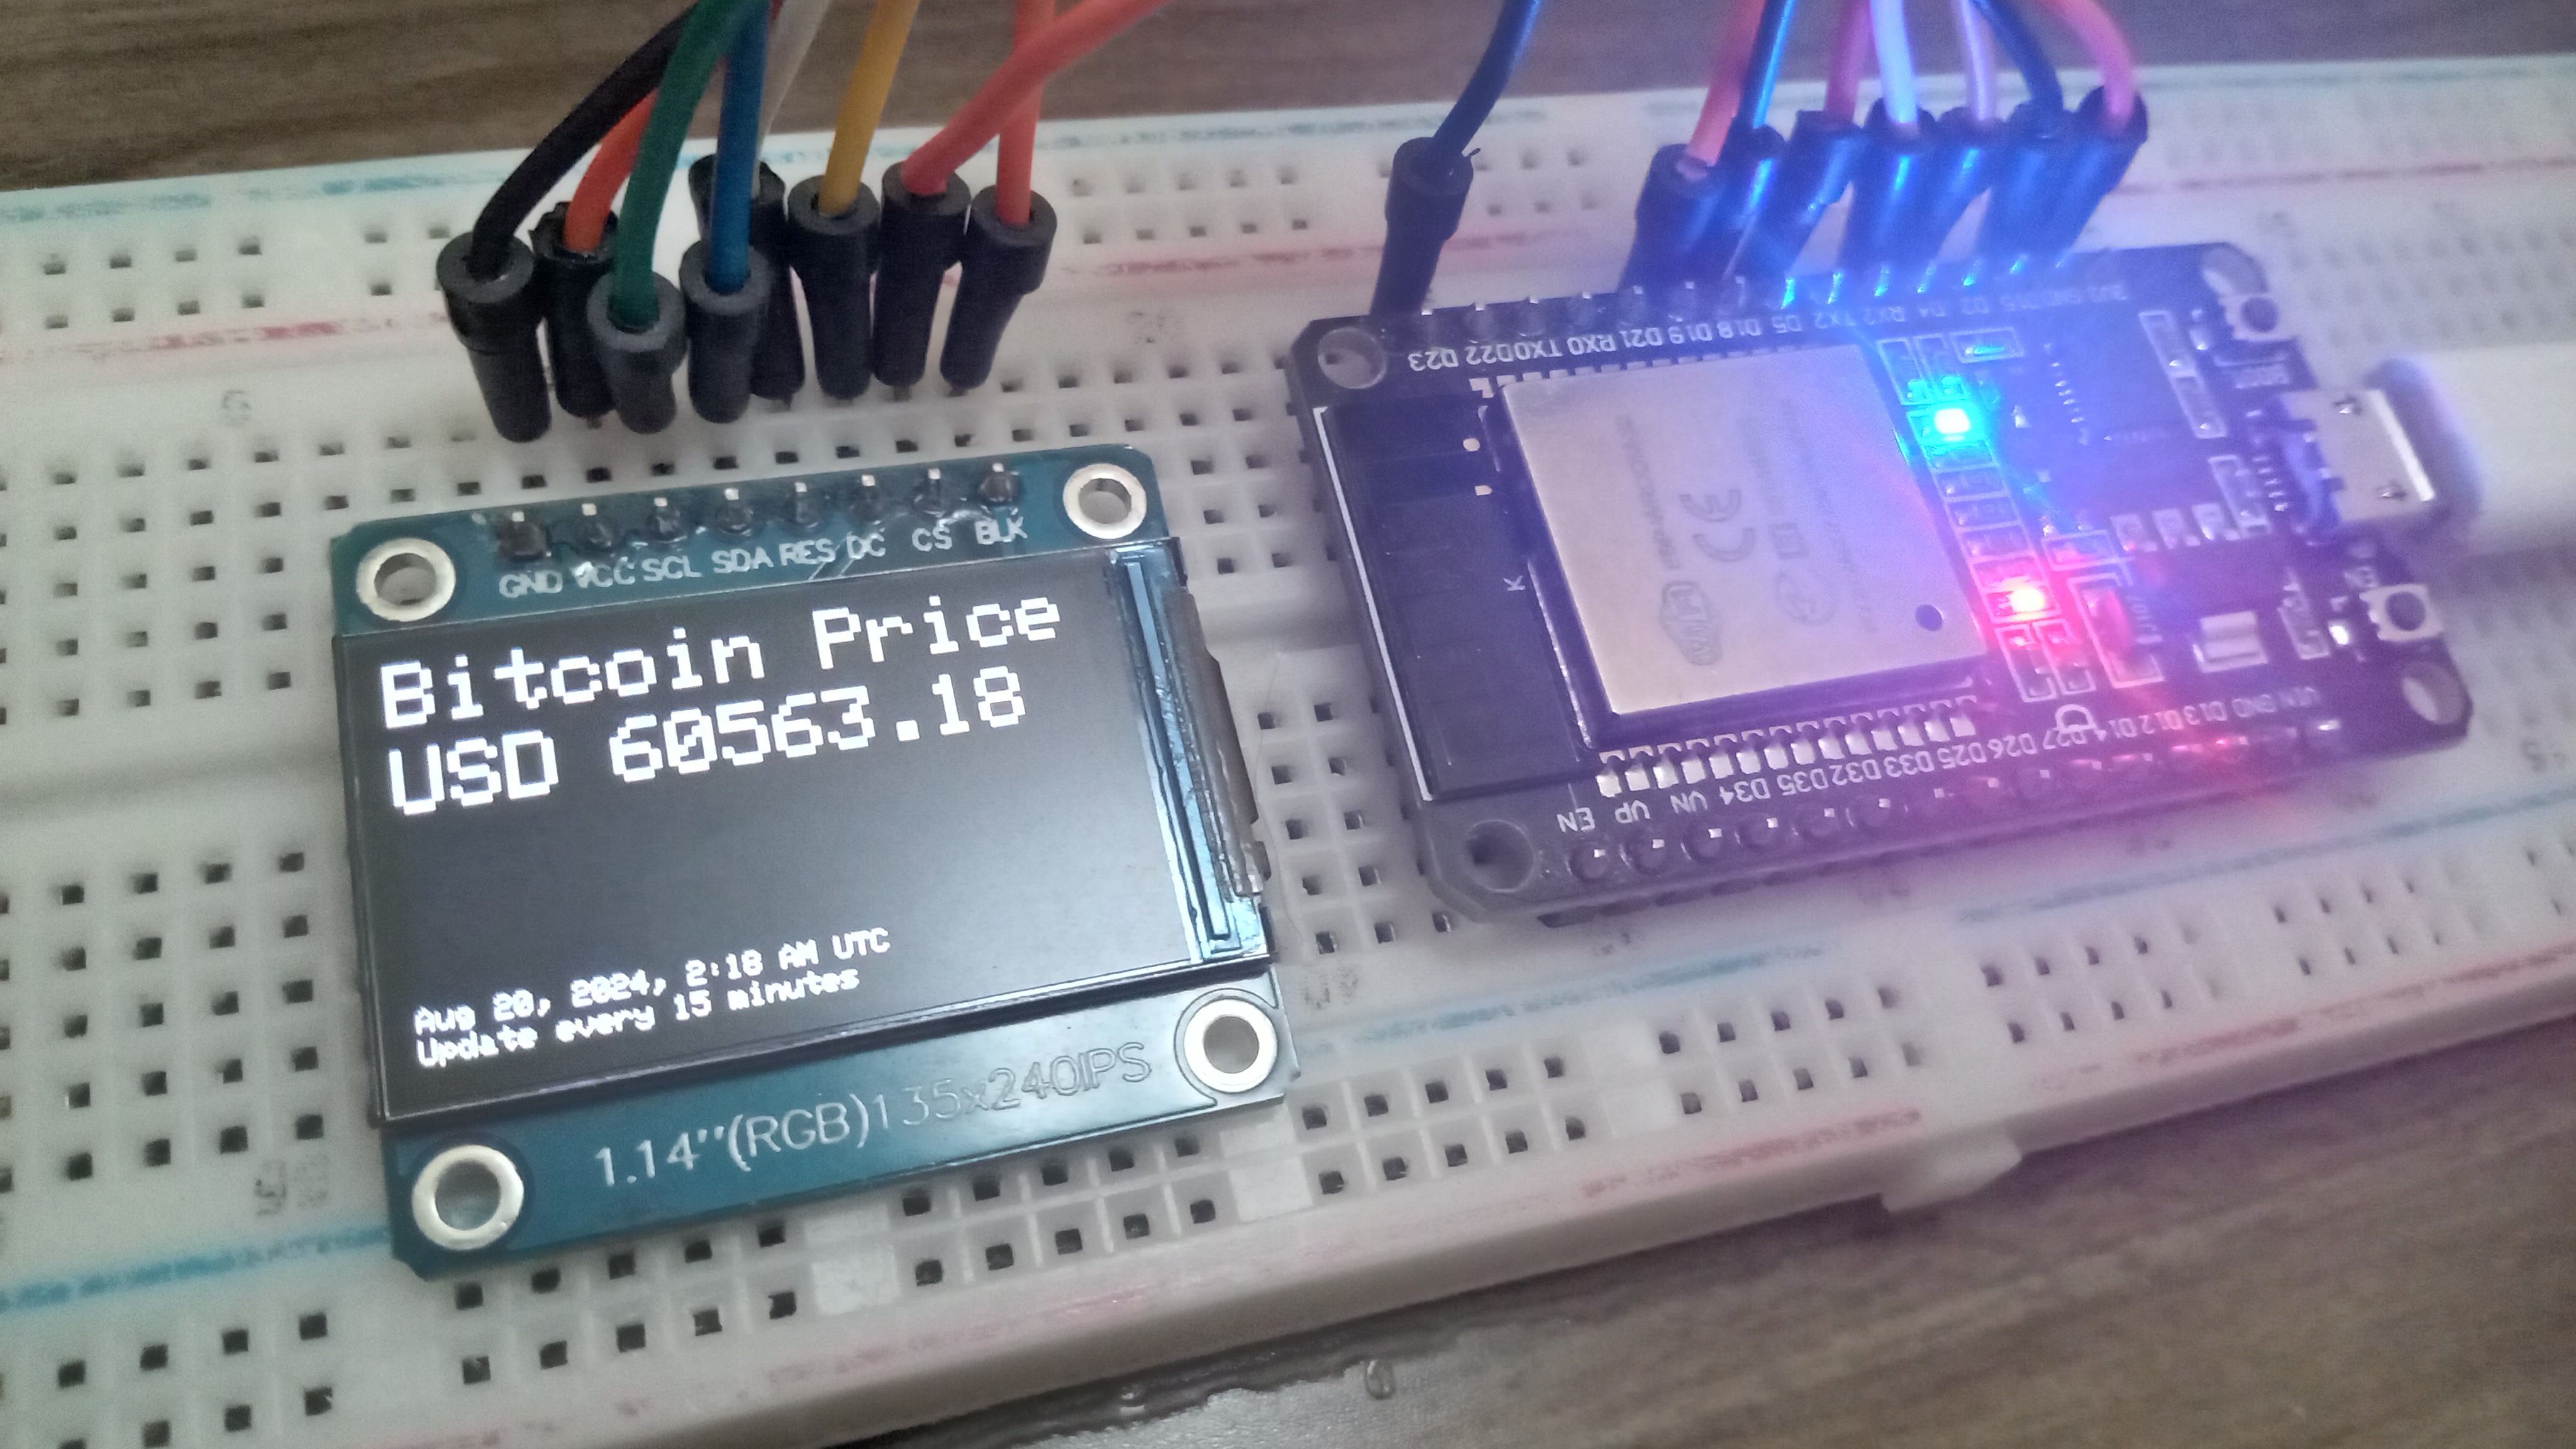 GND VCC SCL SDA RES DC CS BLK
Bitcoin Price
USD 60563.18
Aug 20, 2024, 2:18 AM UTC
Update every 15 minutes
1.14"(RGB)135x240IPS
D23 D22 TX0 RX0 D21 D19 D18 D5 TX2 RX2 D4 D2 D15 GND 3V3
CE
EN VP VN D34 D35 D32 D33 D25 D26 D27 D14 D12 D13 GND VIN
EN